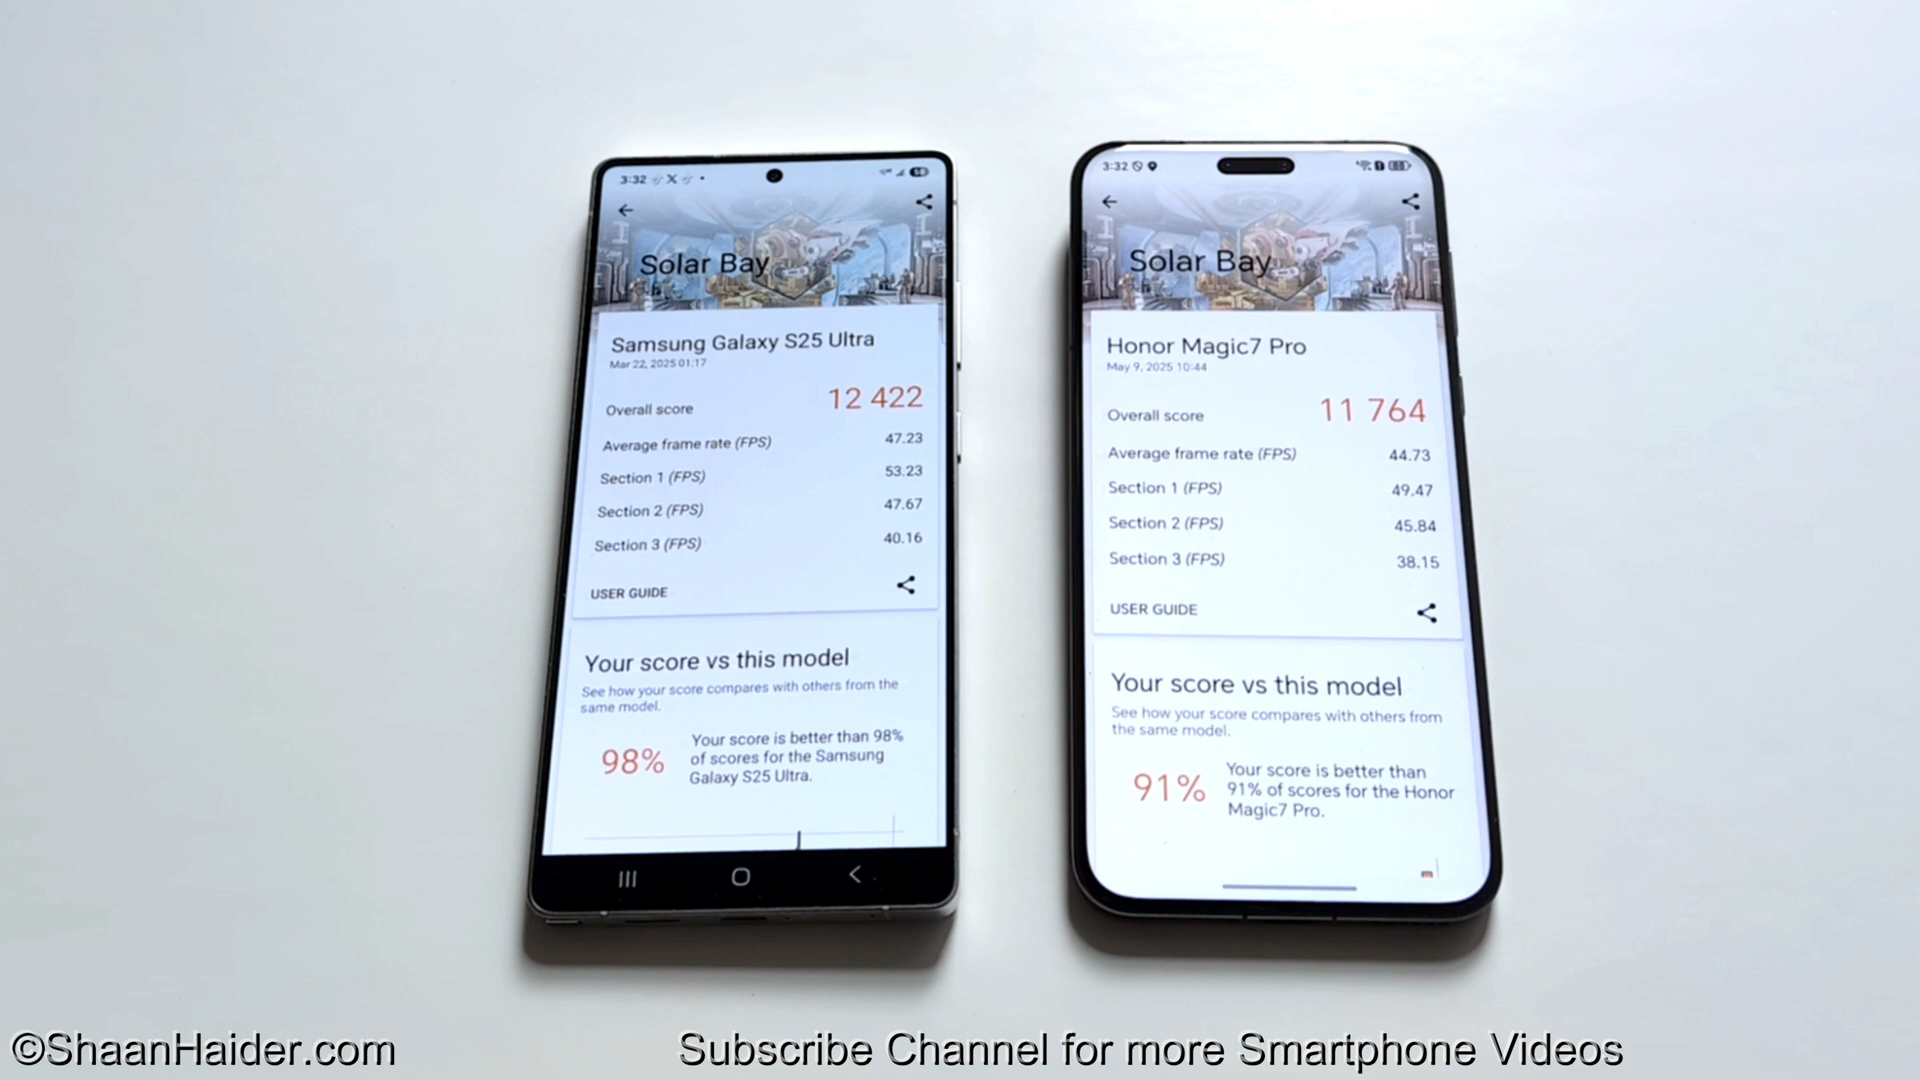 3:32
Solar Bay
Samsung Galaxy S25 Ultra
Mar 22, 2025 01:17
Overall score 12 422
Average frame rate (FPS) 47.23
Section 1 (FPS) 53.23
Section 2 (FPS) 47.67
Section 3 (FPS) 40.16
USER GUIDE
Your score vs this model
See how your score compares with others from the
same model.
98%
Your score is better than 98%
of scores for the Samsung
Galaxy S25 Ultra.
3:32
Solar Bay
Honor Magic7 Pro
May 9, 2025 10:44
Overall score 11 764
Average frame rate (FPS) 44.73
Section 1 (FPS) 49.47
Section 2 (FPS) 45.84
Section 3 (FPS) 38.15
USER GUIDE
Your score vs this model
See how your score compares with others from
the same model.
91%
Your score is better than
91% of scores for the Honor
Magic7 Pro.
©ShaanHaider.com
Subscribe Channel for more Smartphone Videos